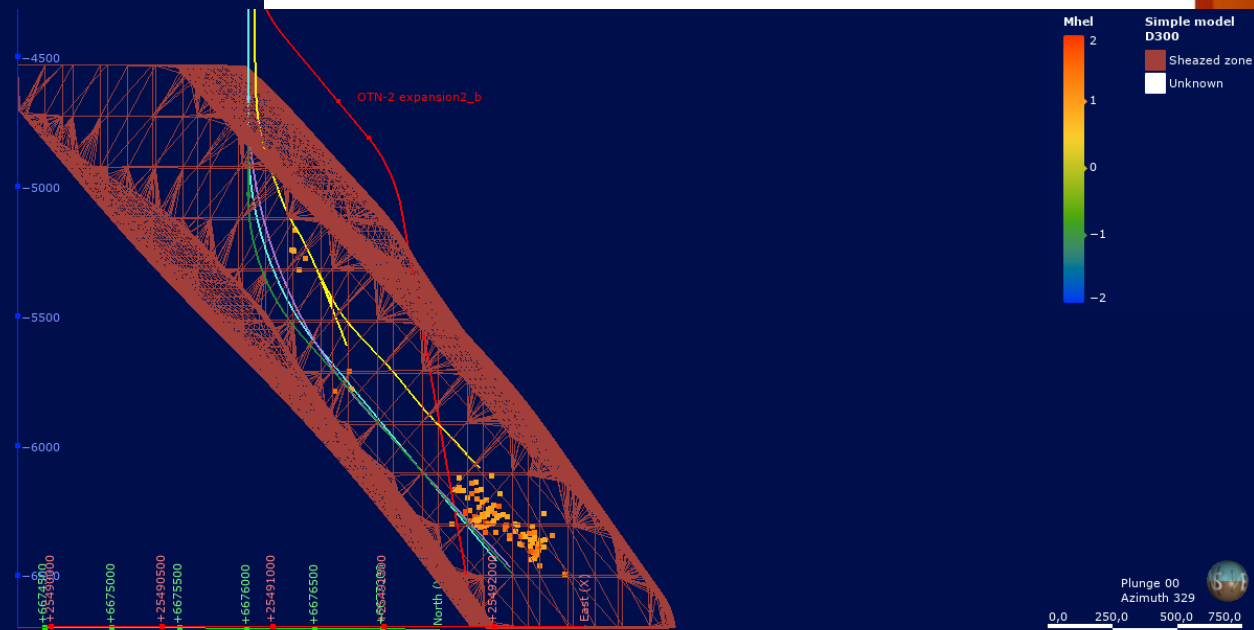 Mhel
2
1
0
−1
−2
Simple model
D300
Sheazed zone
Unknown
OTN-2 expansion2_b
−4500
−5000
−5500
−6000
+6674500
+6675000
+25490500
+6675500
+6676000
+25491000
+6676500
North
+25492000
East (X)
Plunge 00
Azimuth 329
0,0
250,0
500,0
750,0